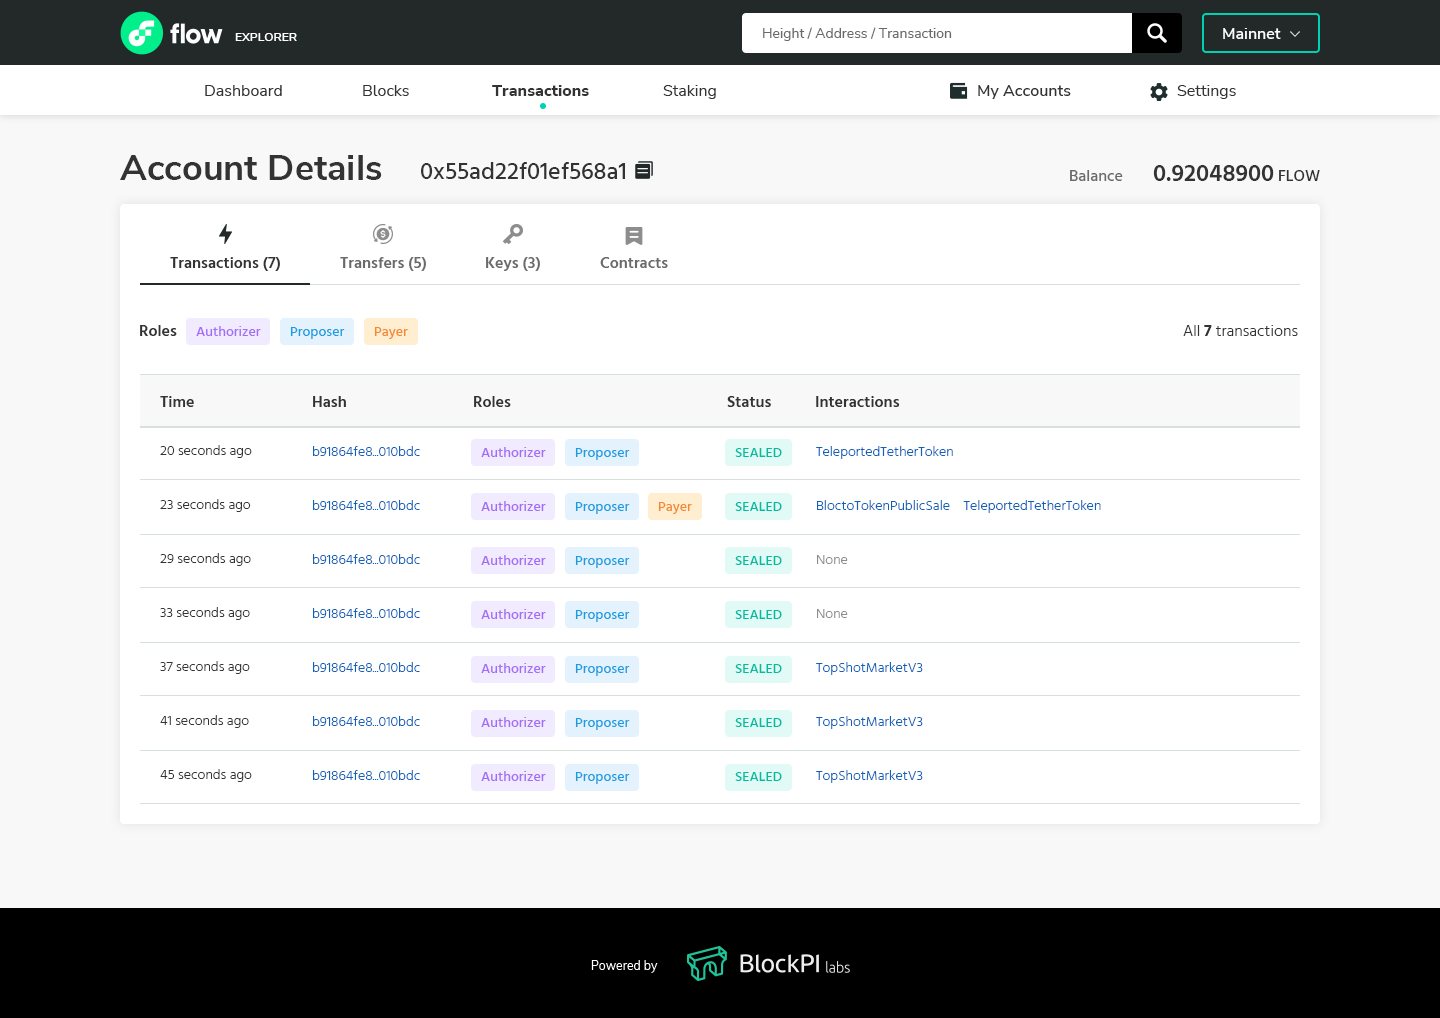 flow EXPLORER Height / Address / Transaction Mainnet
Dashboard Blocks Transactions Staking My Accounts Settings
Account Details 0x55ad22f01ef568a1 Balance 0.92048900 FLOW
Transactions (7) Transfers (5) Keys (3) Contracts
Roles Authorizer Proposer Payer All 7 transactions
Time Hash Roles Status Interactions
20 seconds ago b91864fe8...010bdc Authorizer Proposer SEALED TeleportedTetherToken
23 seconds ago b91864fe8...010bdc Authorizer Proposer Payer SEALED BloctoTokenPublicSale TeleportedTetherToken
29 seconds ago b91864fe8...010bdc Authorizer Proposer SEALED None
33 seconds ago b91864fe8...010bdc Authorizer Proposer SEALED None
37 seconds ago b91864fe8...010bdc Authorizer Proposer SEALED TopShotMarketV3
41 seconds ago b91864fe8...010bdc Authorizer Proposer SEALED TopShotMarketV3
45 seconds ago b91864fe8...010bdc Authorizer Proposer SEALED TopShotMarketV3
Powered by BlockPI labs